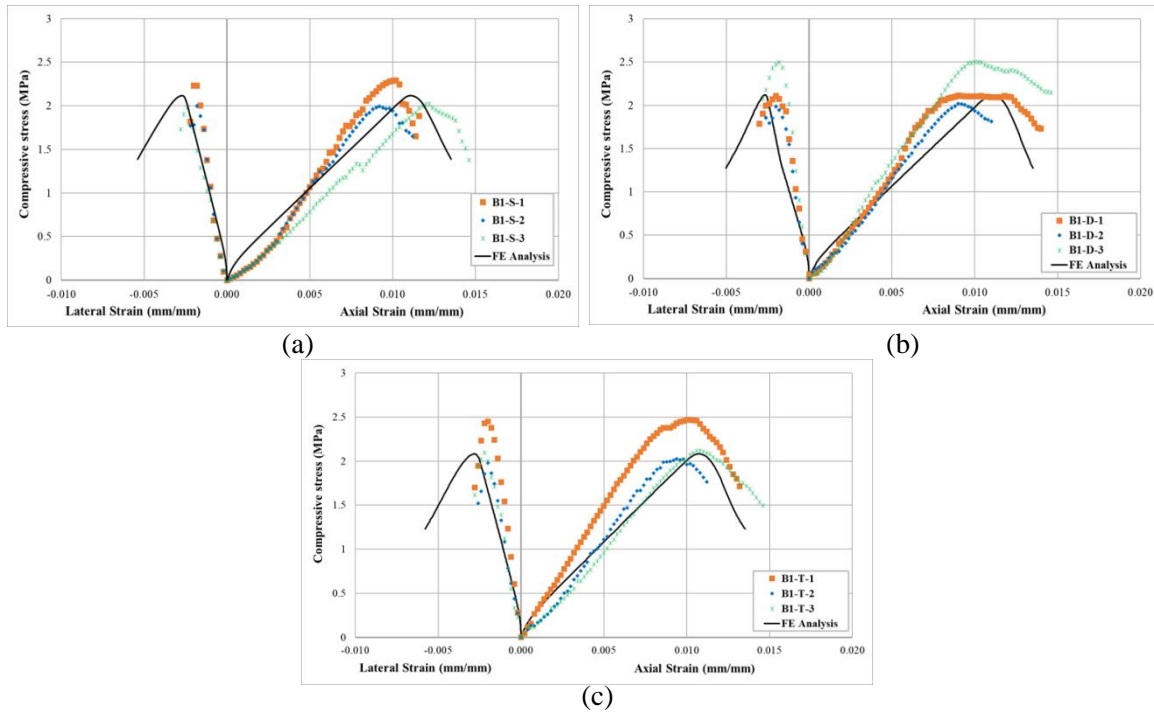 3
2.5
2
1.5
1
0.5
0
Compressive stress (MPa)
B1-S-1
B1-S-2
B1-S-3
FE Analysis
-0.010 -0.005 0.000 0.005 0.010 0.015 0.020
Lateral Strain (mm/mm) Axial Strain (mm/mm)
(a)
3
2.5
2
1.5
1
0.5
0
Compressive stress (MPa)
B1-D-1
B1-D-2
B1-D-3
FE Analysis
-0.010 -0.005 0.000 0.005 0.010 0.015 0.020
Lateral Strain (mm/mm) Axial Strain (mm/mm)
(b)
3
2.5
2
1.5
1
0.5
0
Compressive stress (MPa)
B1-T-1
B1-T-2
B1-T-3
FE Analysis
-0.010 -0.005 0.000 0.005 0.010 0.015 0.020
Lateral Strain (mm/mm) Axial Strain (mm/mm)
(c)